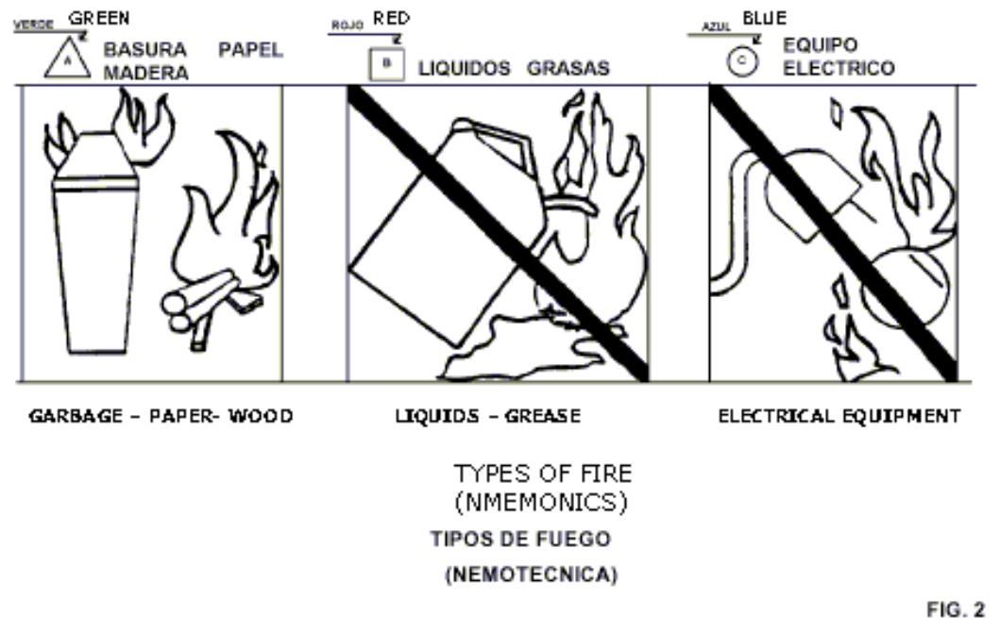 VERDE GREEN
A
BASURA PAPEL
MADERA
ROJO RED
B
LIQUIDOS GRASAS
AZUL BLUE
C
EQUIPO
ELECTRICO
GARBAGE - PAPER- WOOD
LIQUIDS - GREASE
ELECTRICAL EQUIPMENT
TYPES OF FIRE
(NMEMONICS)
TIPOS DE FUEGO
(NEMOTECNICA)
FIG. 2